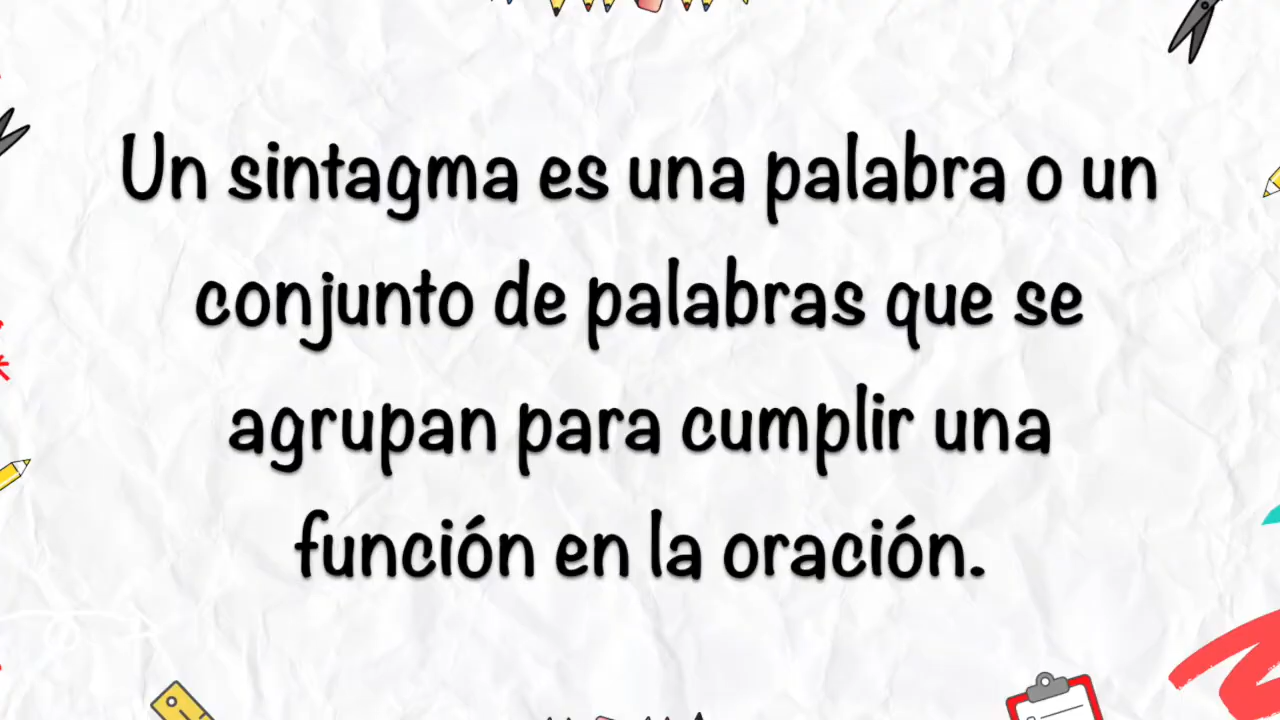 Un sintagma es una palabra o un
conjunto de palabras que se
agrupan para cumplir una
función en la oración.